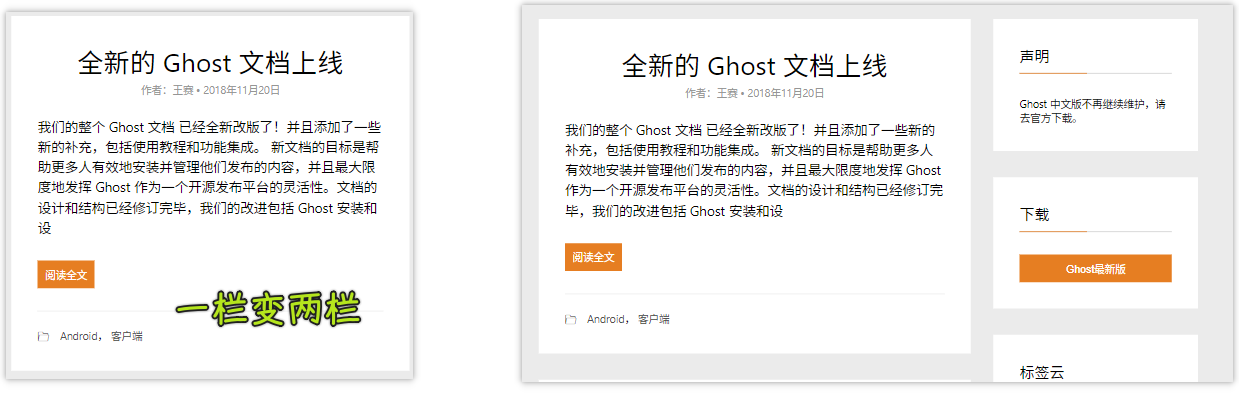 全新的 Ghost 文档上线
作者：王赛 • 2018年11月20日
我们的整个 Ghost 文档 已经全新改版了！并且添加了一些
新的补充，包括使用教程和功能集成。 新文档的目标是帮
助更多人有效地安装并管理他们发布的内容，并且最大限
度地发挥 Ghost 作为一个开源发布平台的灵活性。文档的
设计和结构已经修订完毕，我们的改进包括 Ghost 安装和
设
阅读全文
一栏变两栏
Android， 客户端
全新的 Ghost 文档上线
作者：王赛 • 2018年11月20日
我们的整个 Ghost 文档 已经全新改版了！并且添加了一些新的
补充，包括使用教程和功能集成。 新文档的目标是帮助更多人
有效地安装并管理他们发布的内容，并且最大限度地发挥 Ghost
作为一个开源发布平台的灵活性。文档的设计和结构已经修订完
毕，我们的改进包括 Ghost 安装和设
阅读全文
Android， 客户端
声明
Ghost 中文版不再继续维护，请
去官方下载。
下载
Ghost最新版
标签云